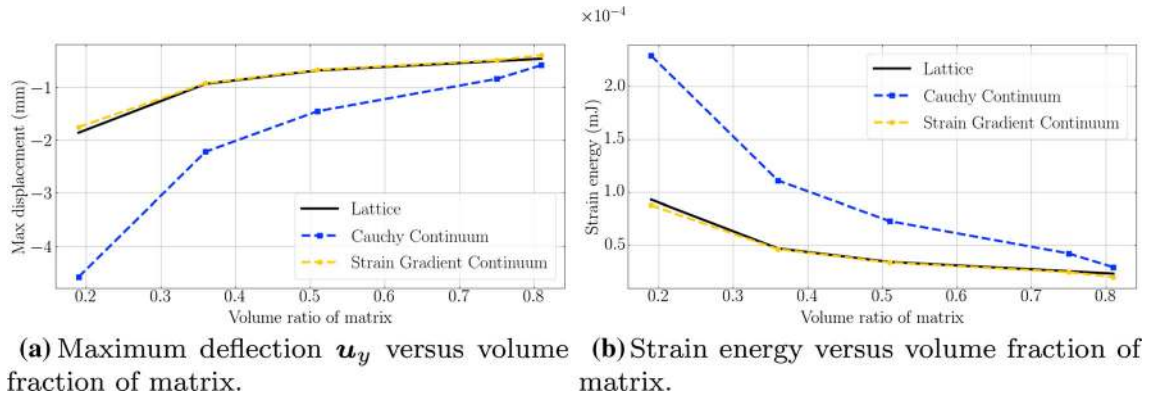 ×10⁻⁴
Max displacement (mm)
−1
−2
−3
−4
Lattice
Cauchy Continuum
Strain Gradient Continuum
0.2 0.3 0.4 0.5 0.6 0.7 0.8
Volume ratio of matrix
Strain energy (mJ)
2.0
1.5
1.0
0.5
Lattice
Cauchy Continuum
Strain Gradient Continuum
0.2 0.3 0.4 0.5 0.6 0.7 0.8
Volume ratio of matrix
(a) Maximum deflection u_y versus volume
fraction of matrix.
(b) Strain energy versus volume fraction of
matrix.